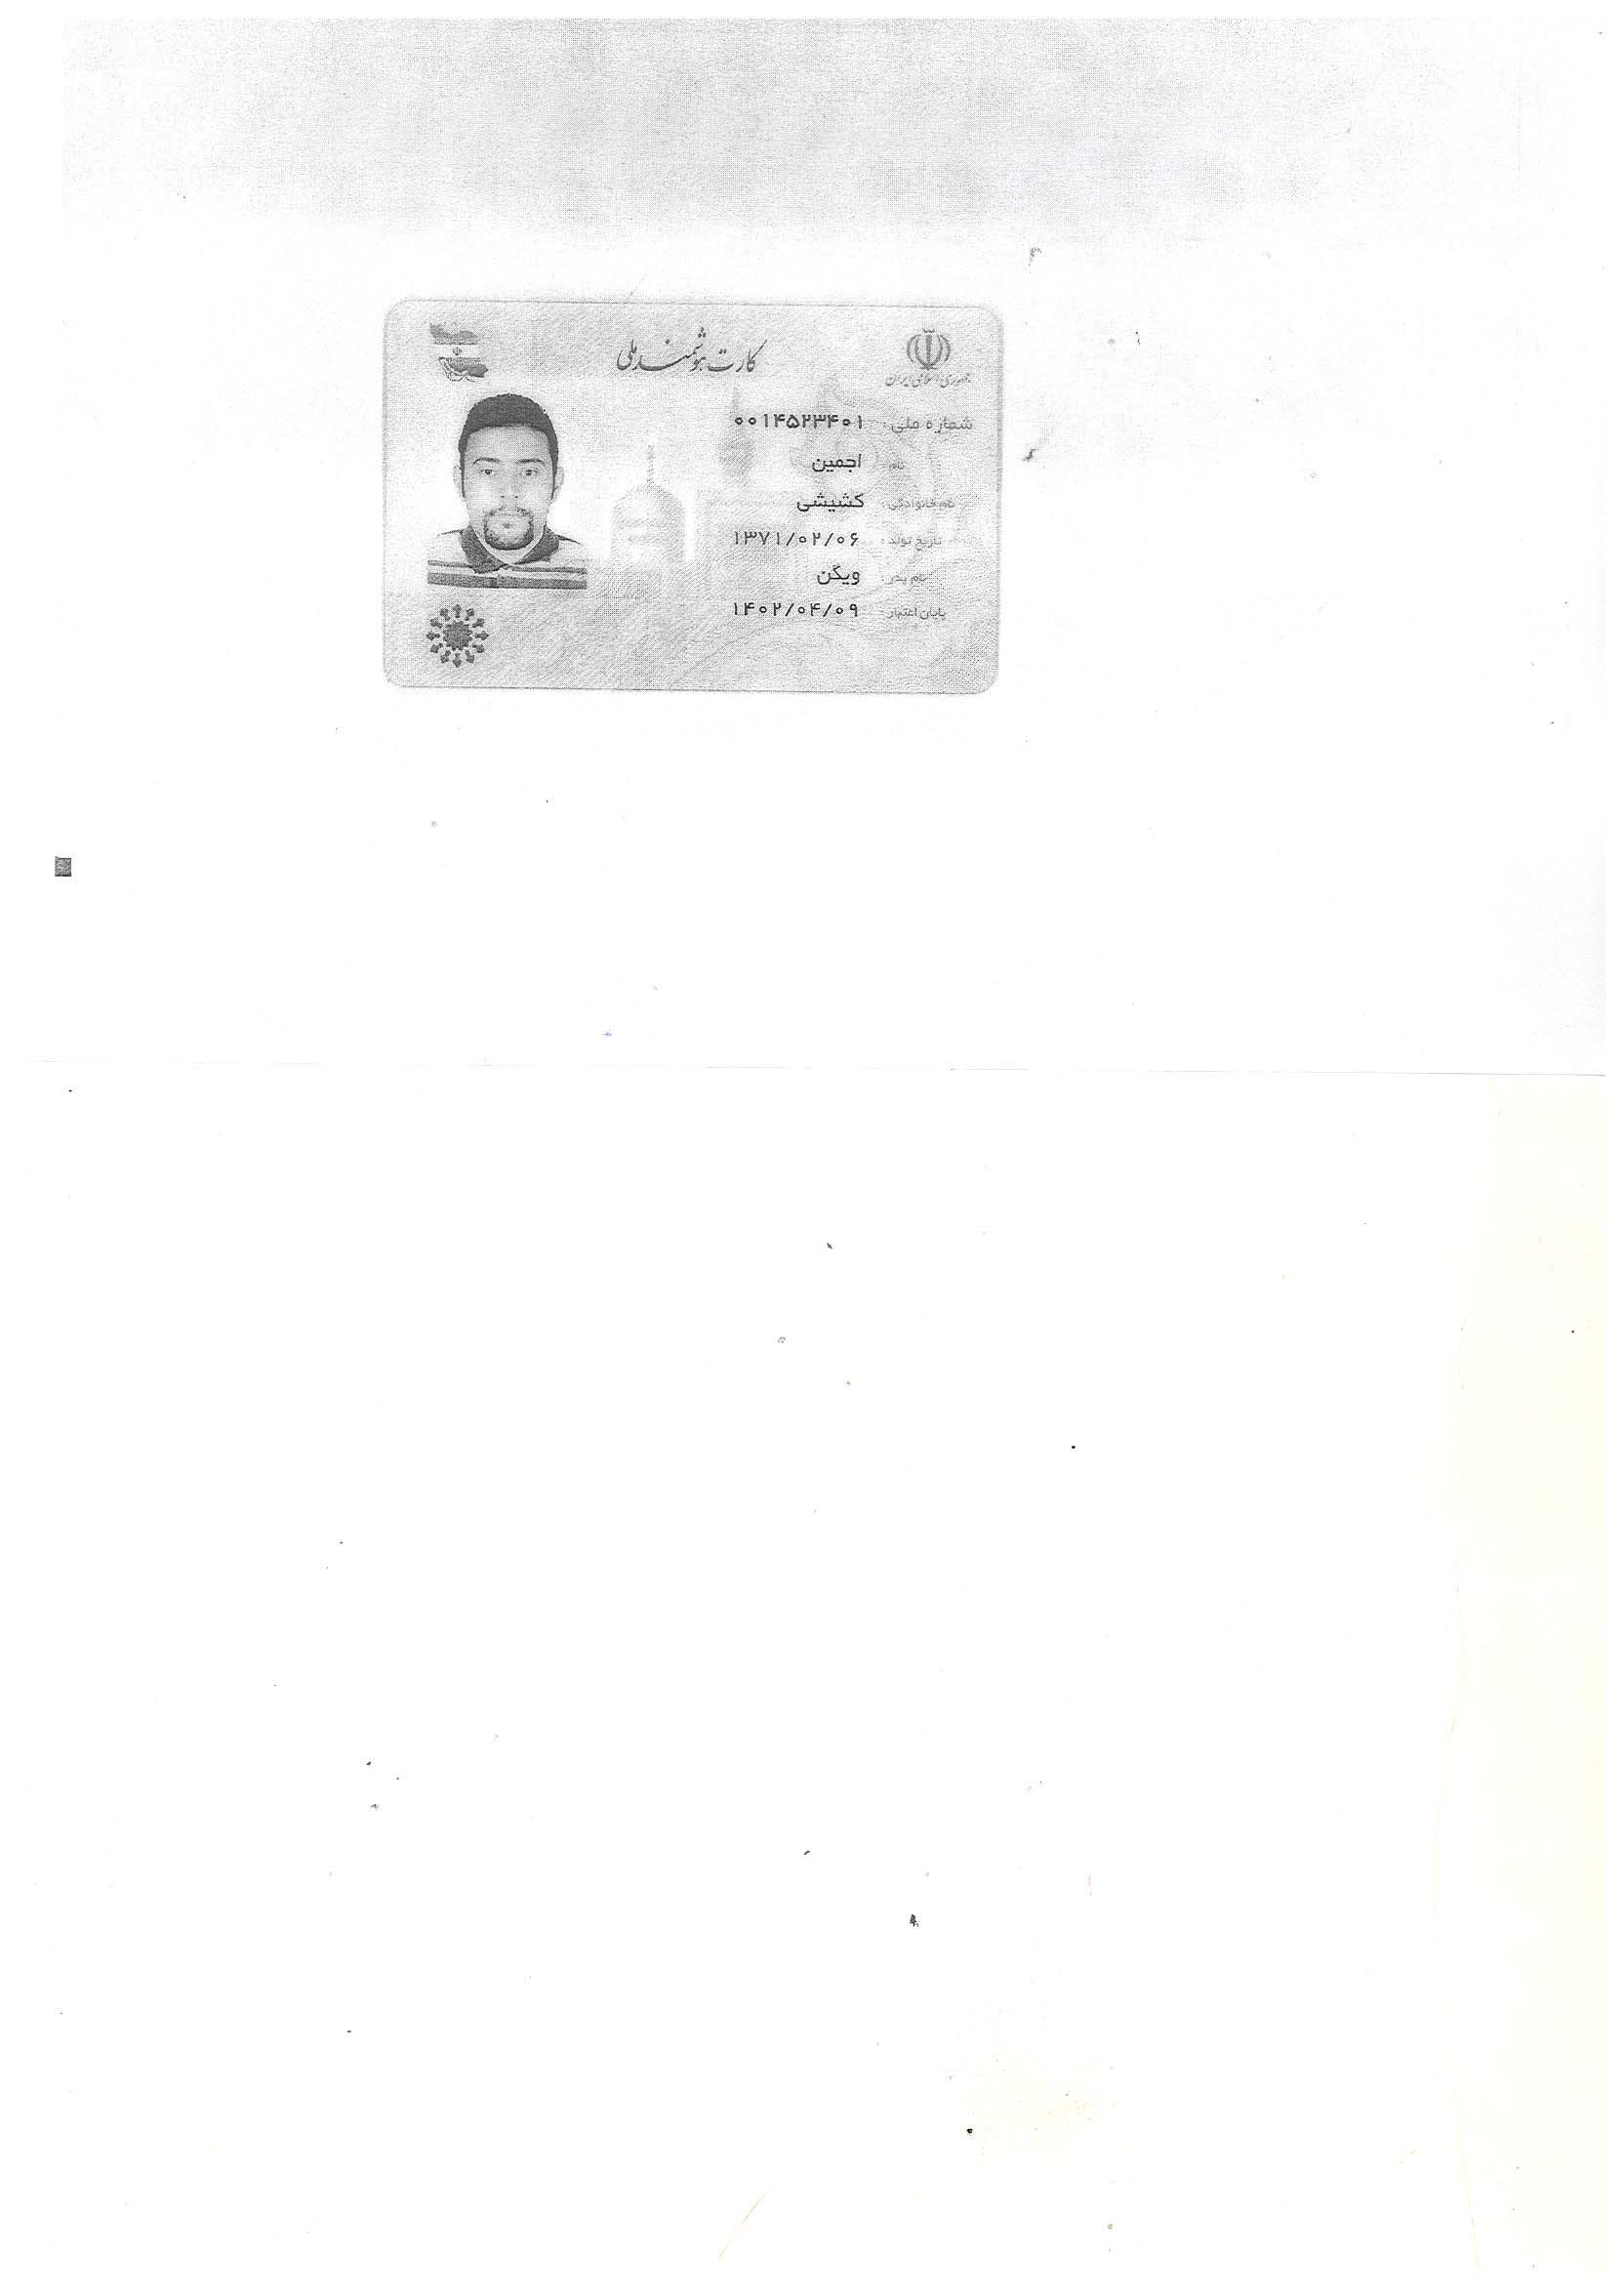 جمهوری اسلامی ایران
کارت هوشمند ملی
شماره ملی: ۰۰۱۴۵۲۳۴۰۱
نام: اجمین
نام خانوادگی: کشیشی
تاریخ تولد: ۱۳۷۱/۰۲/۰۶
نام پدر: ویگن
پایان اعتبار: ۱۴۰۲/۰۴/۰۹